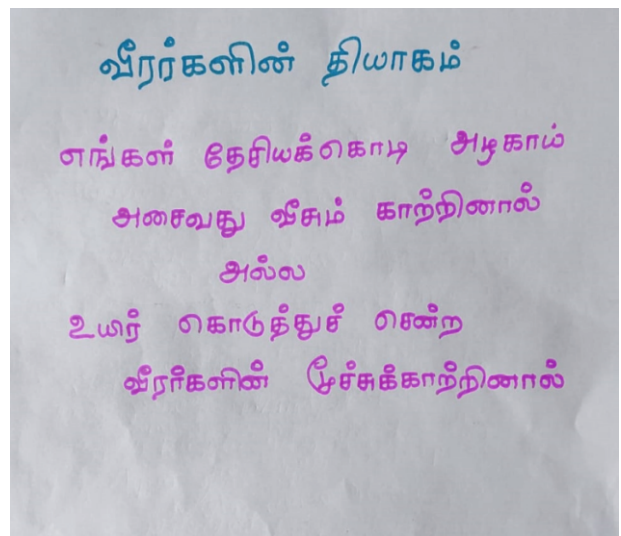 வீரர்களின் தியாகம்
எங்கள் தேசியக்கொடி அழகாய்
அசைவது வீசும் காற்றினால்
அல்ல
உயிர் கொடுத்துச் சென்ற
வீரர்களின் மூச்சுக்காற்றினால்